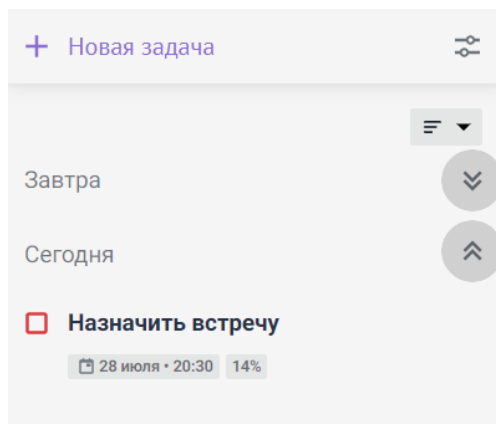 Новая задача
Завтра
Сегодня
Назначить встречу
28 июля • 20:30 14%